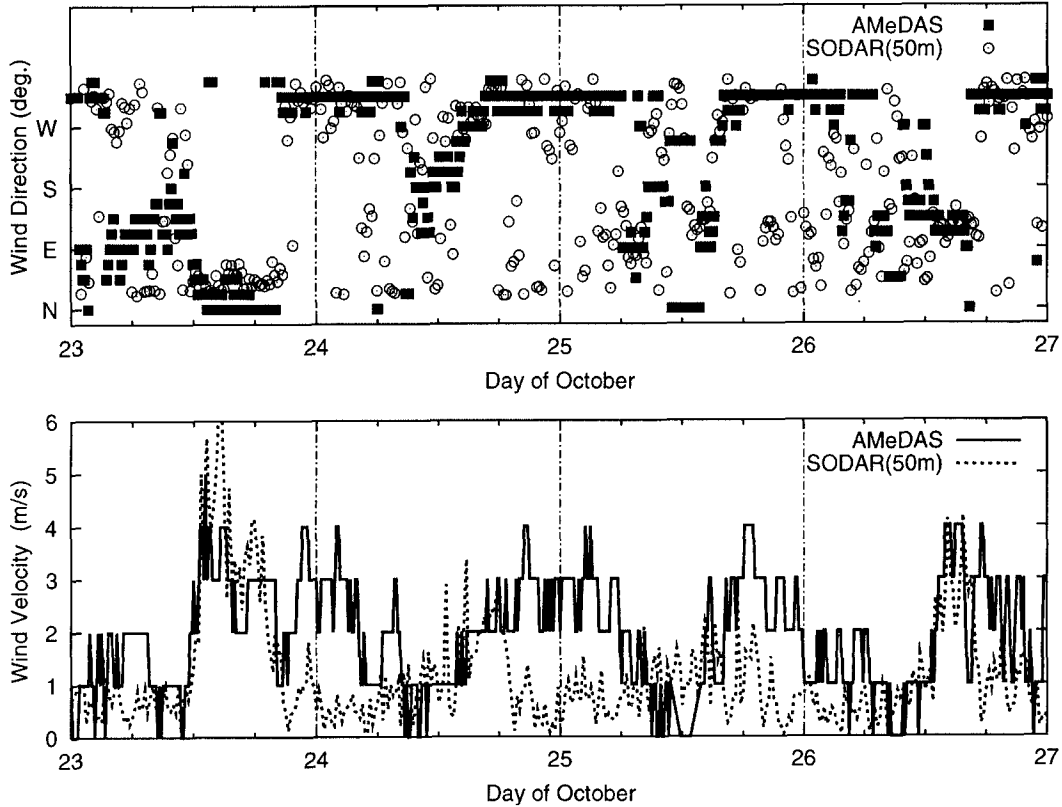 AMeDAS
SODAR(50m)
Wind Direction (deg.)
W
S
E
N
23
24
25
26
27
Day of October
AMeDAS
SODAR(50m)
Wind Velocity (m/s)
6
5
4
3
2
1
0
23
24
25
26
27
Day of October